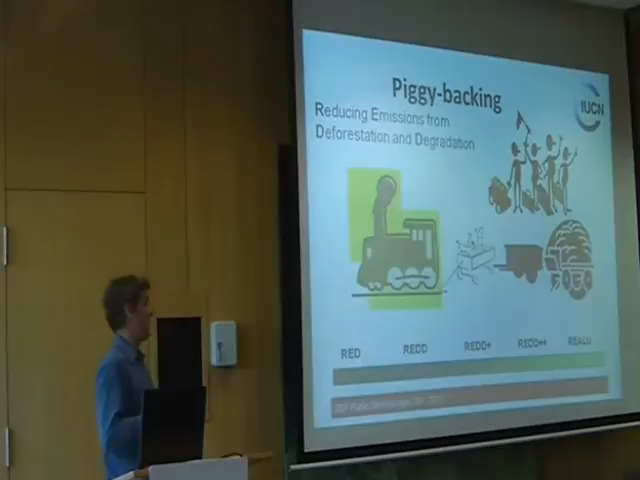 Piggy-backing
Reducing Emissions from
Deforestation and Degradation
IUCN
RED
REDD
REDD+
REDD++
REALU